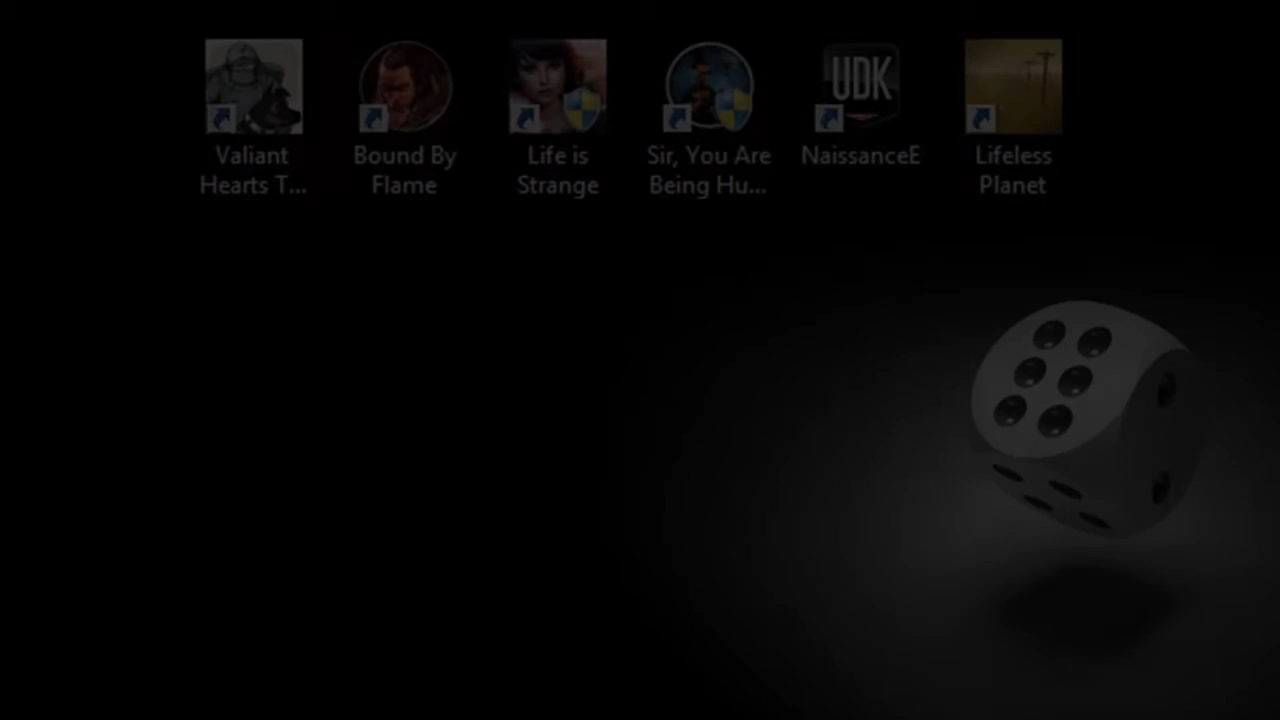 Valiant
Hearts T...
Bound By
Flame
Life is
Strange
Sir, You Are
Being Hu...
UDK
NaissanceE
Lifeless
Planet